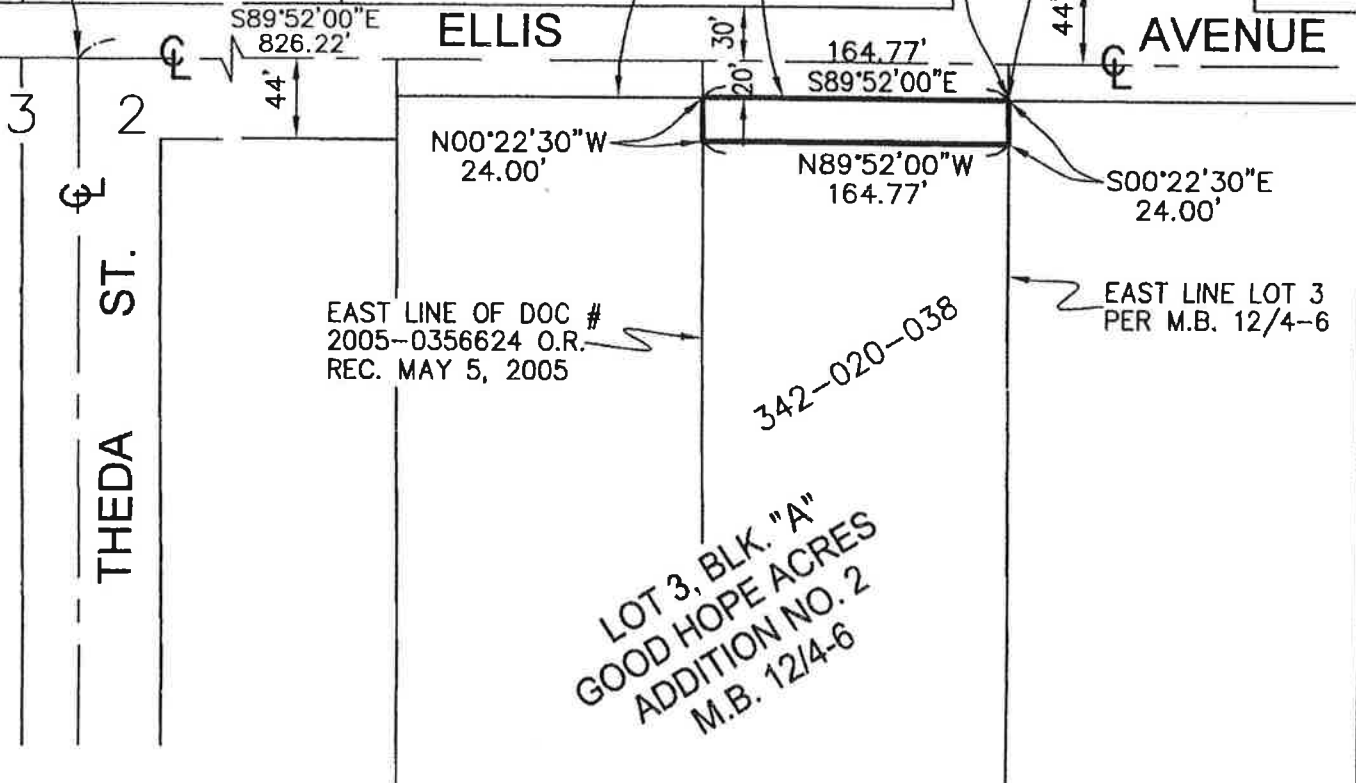 S89°52'00"E
826.22'
ELLIS
30'
20'
164.77'
S89°52'00"E
44'
AVENUE
℄
℄
44'
3
2
N00°22'30"W
24.00'
N89°52'00"W
164.77'
S00°22'30"E
24.00'
℄
THEDA ST.
EAST LINE OF DOC #
2005-0356624 O.R.
REC. MAY 5, 2005
342-020-038
EAST LINE LOT 3
PER M.B. 12/4-6
LOT 3, BLK. "A"
GOOD HOPE ACRES
ADDITION NO. 2
M.B. 12/4-6